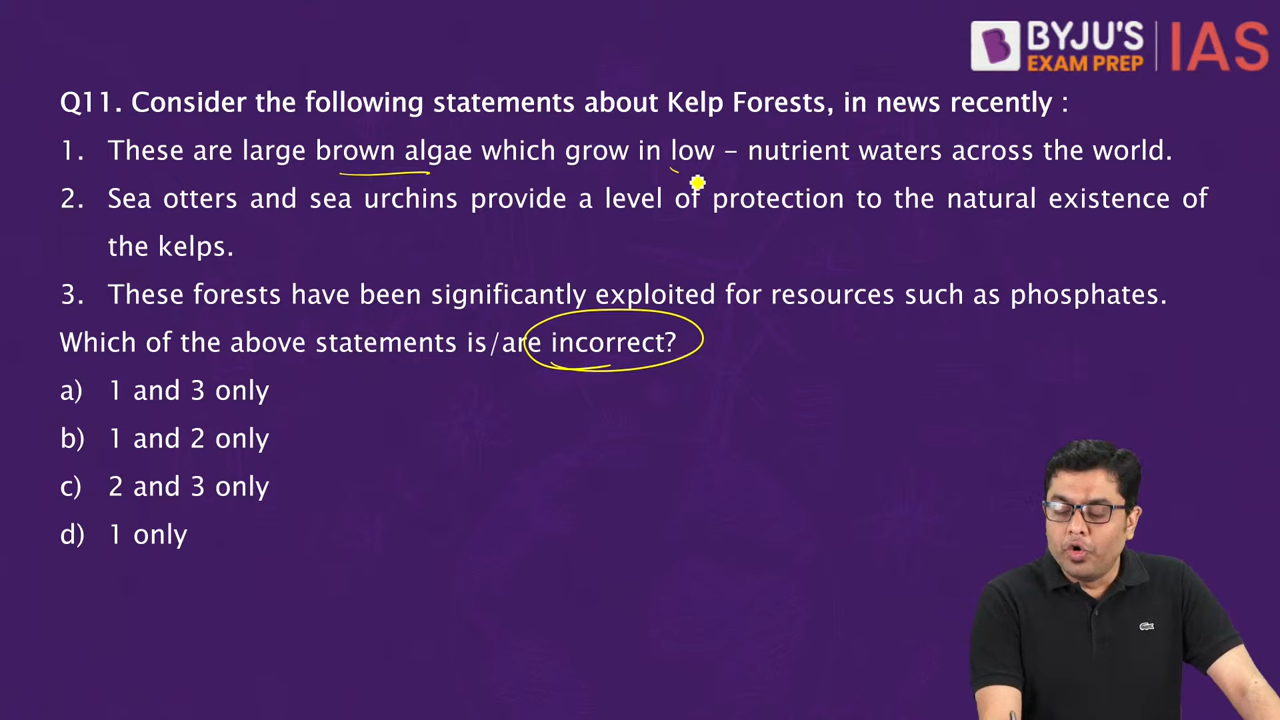 BYJU'S
EXAM PREP
IAS
Q11. Consider the following statements about Kelp Forests, in news recently :
1. These are large brown algae which grow in low – nutrient waters across the world.
2. Sea otters and sea urchins provide a level of protection to the natural existence of
the kelps.
3. These forests have been significantly exploited for resources such as phosphates.
Which of the above statements is/are incorrect?
a) 1 and 3 only
b) 1 and 2 only
c) 2 and 3 only
d) 1 only